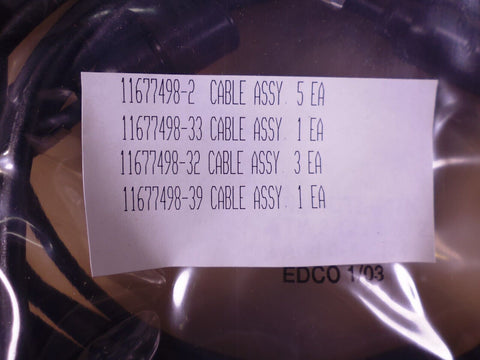 11677498-2 CABLE ASSY. 5 EA
11677498-33 CABLE ASSY. 1 EA
11677498-32 CABLE ASSY. 3 EA
11677498-39 CABLE ASSY. 1 EA
EDCO 1/03